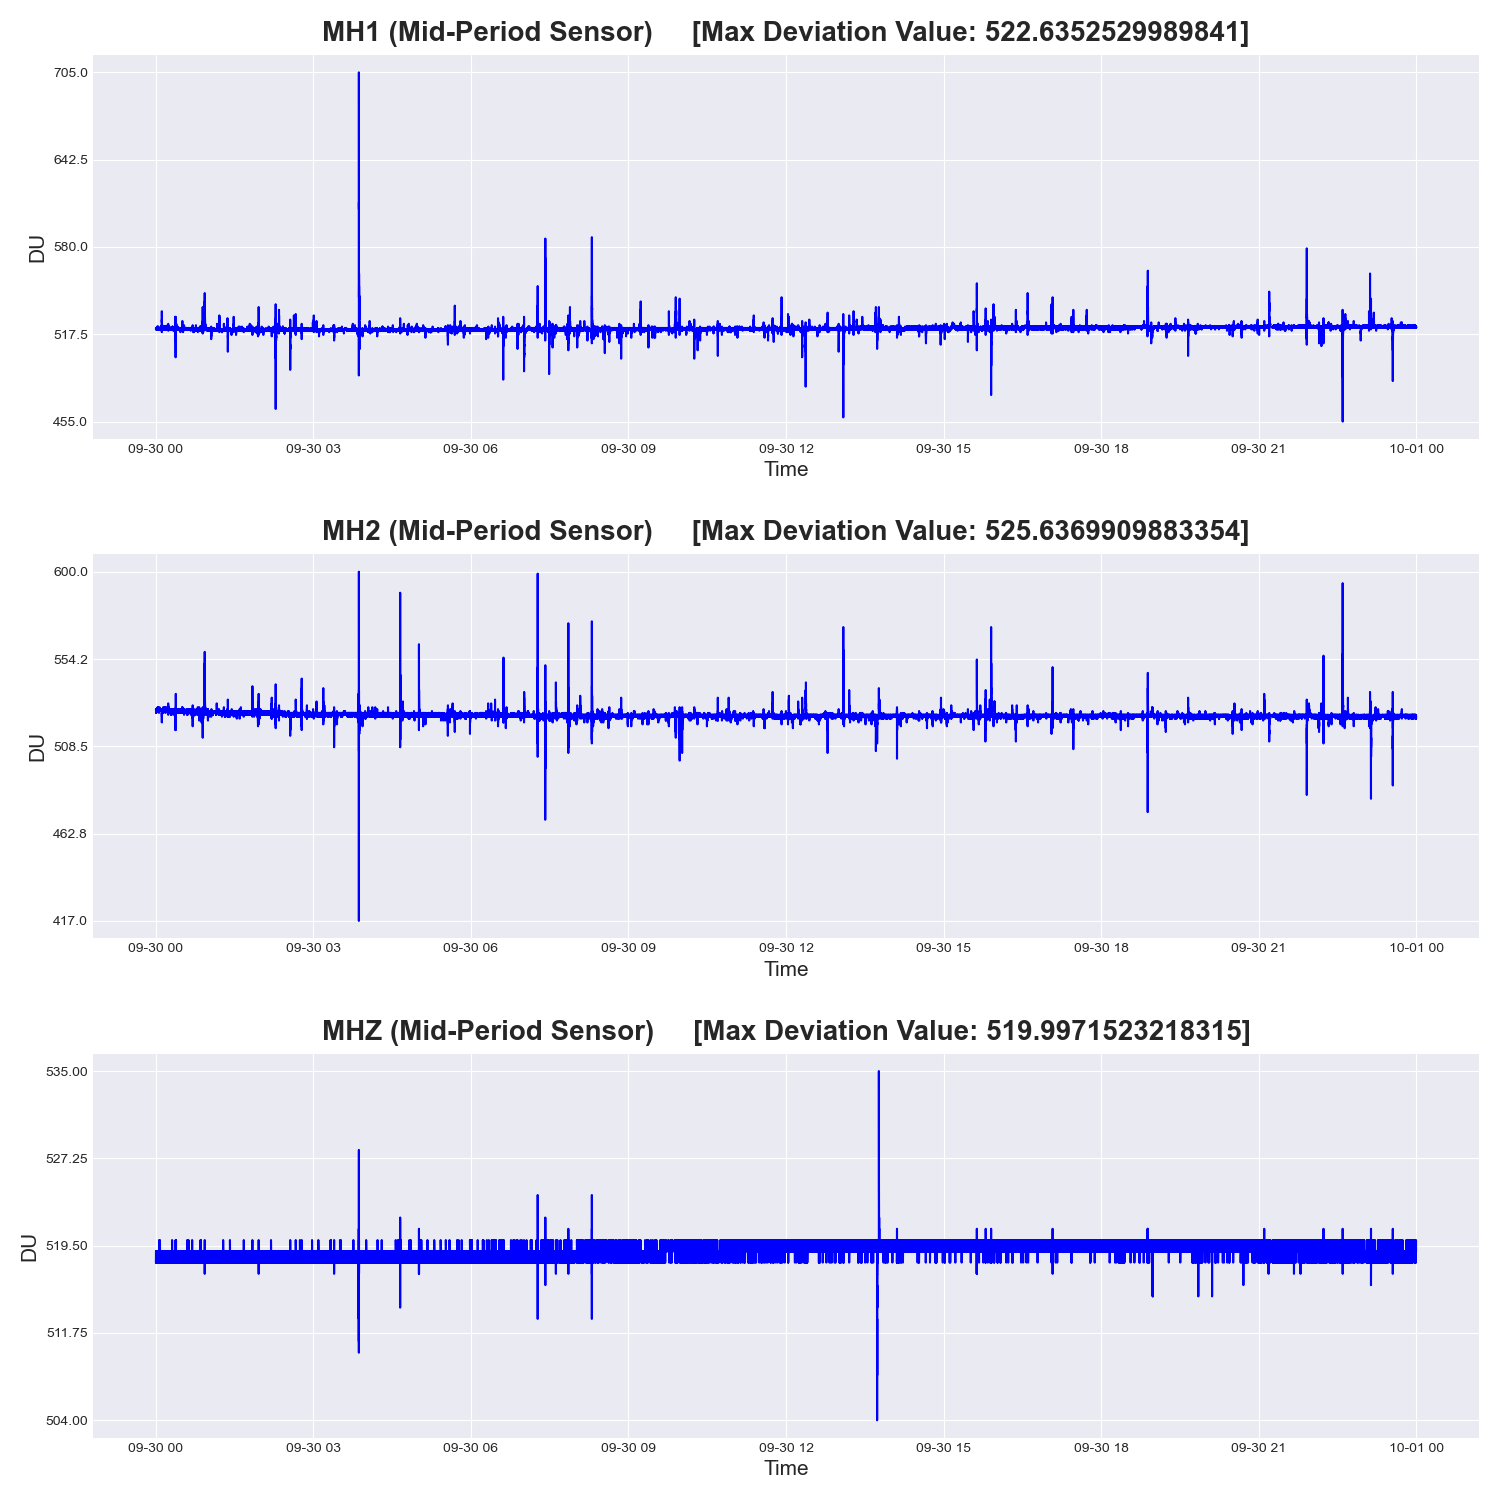 MH1 (Mid-Period Sensor) [Max Deviation Value: 522.6352529989841]
705.0
642.5
580.0
517.5
455.0
DU
09-30 00 09-30 03 09-30 06 09-30 09 09-30 12 09-30 15 09-30 18 09-30 21 10-01 00
Time
MH2 (Mid-Period Sensor) [Max Deviation Value: 525.6369909883354]
600.0
554.2
508.5
462.8
417.0
DU
09-30 00 09-30 03 09-30 06 09-30 09 09-30 12 09-30 15 09-30 18 09-30 21 10-01 00
Time
MHZ (Mid-Period Sensor) [Max Deviation Value: 519.9971523218315]
535.00
527.25
519.50
511.75
504.00
DU
09-30 00 09-30 03 09-30 06 09-30 09 09-30 12 09-30 15 09-30 18 09-30 21 10-01 00
Time